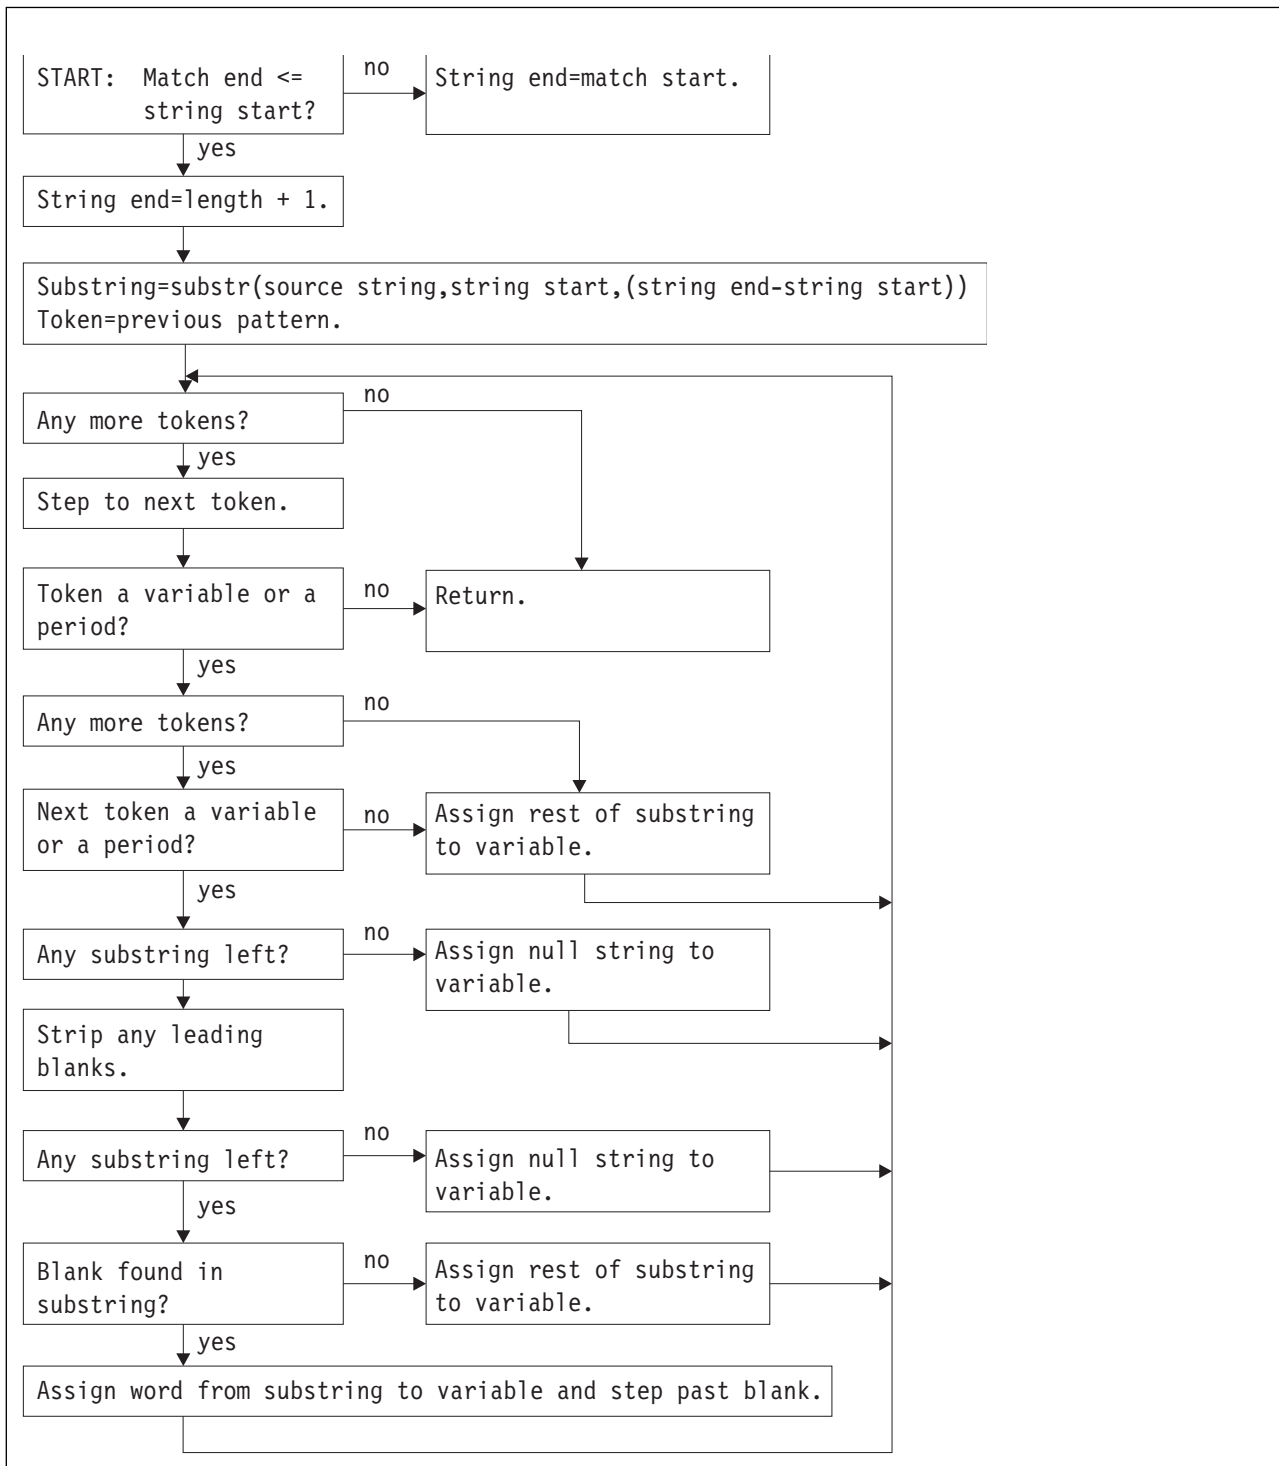 START: Match end <=
string start?
no
String end=match start.
yes
String end=length + 1.
Substring=substr(source string,string start,(string end-string start))
Token=previous pattern.
Any more tokens?
no
yes
Step to next token.
Token a variable or a
period?
no
Return.
yes
Any more tokens?
no
yes
Next token a variable
or a period?
no
Assign rest of substring
to variable.
yes
Any substring left?
no
Assign null string to
variable.
Strip any leading
blanks.
Any substring left?
no
Assign null string to
variable.
yes
Blank found in
substring?
no
Assign rest of substring
to variable.
yes
Assign word from substring to variable and step past blank.